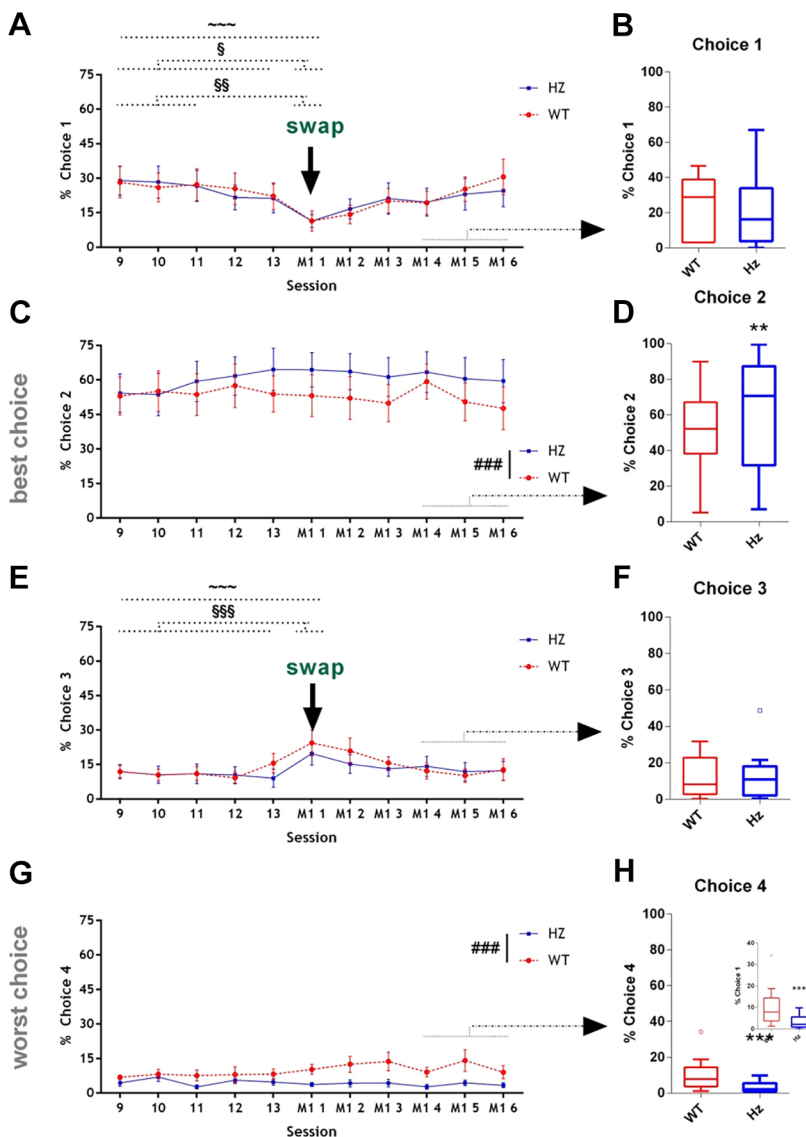 A
~~~
§
§§
75
60
45
30
15
0
% Choice 1
HZ
WT
swap
9 10 11 12 13 M1 1 M1 2 M1 3 M1 4 M1 5 M1 6
Session
B
Choice 1
100
80
60
40
20
0
% Choice 1
WT Hz
C
best choice
75
60
45
30
15
0
% Choice 2
###
HZ
WT
9 10 11 12 13 M1 1 M1 2 M1 3 M1 4 M1 5 M1 6
Session
D
Choice 2
**
100
80
60
40
20
0
% Choice 2
WT Hz
E
~~~
§§§
75
60
45
30
15
0
% Choice 3
HZ
WT
swap
9 10 11 12 13 M1 1 M1 2 M1 3 M1 4 M1 5 M1 6
Session
F
Choice 3
100
80
60
40
20
0
% Choice 3
WT Hz
G
worst choice
75
60
45
30
15
0
% Choice 4
###
HZ
WT
9 10 11 12 13 M1 1 M1 2 M1 3 M1 4 M1 5 M1 6
Session
H
Choice 4
100
80
60
40
20
0
% Choice 4
***
WT Hz
40
30
20
10
0
% Choice 1
***
Hz